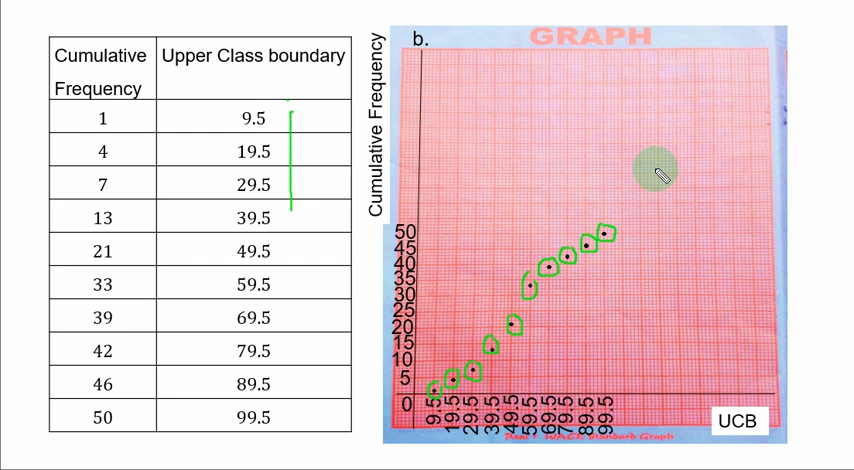 Cumulative Frequency
Upper Class boundary
1 9.5
4 19.5
7 29.5
13 39.5
21 49.5
33 59.5
39 69.5
42 79.5
46 89.5
50 99.5
b.
GRAPH
Cumulative Frequency
50
45
40
35
30
25
20
15
10
5
0
9.5 19.5 29.5 39.5 49.5 59.5 69.5 79.5 89.5 99.5
UCB
Standard Graph